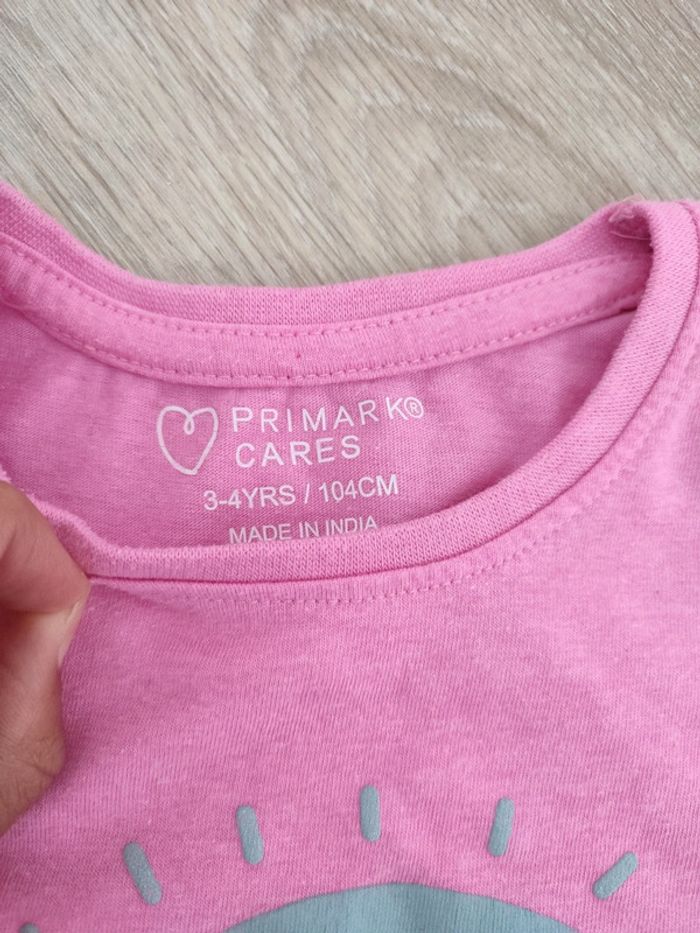 PRIMARK®
CARES
3-4YRS / 104CM
MADE IN INDIA